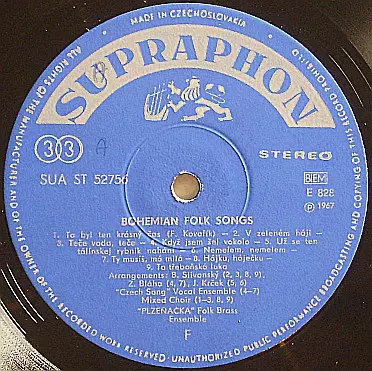 MADE IN CZECHOSLOVAKIA
ALL RIGHTS OF THE MANUFACTURER AND OF THE OWNER OF THE RECORDED WORK RESERVED · UNAUTHORIZED PUBLIC PERFORMANCE BROADCASTING AND COPYING OF THIS RECORD PROHIBITED
SUPRAPHON
33
STEREO
SUA ST 52756
BIEM
E 828
℗ 1967
BOHEMIAN FOLK SONGS
1. To byl ten krásný čas (F. Kovařík) – 2. V zeleném háji –
3. Teče voda, teče – 4. Když jsem žnl vokolo – 5. Už se ten
tálinskej rybník nahání – 6. Nemelem, nemelem –
7. Ty musíš, má milá – 8. Hájku, háječku –
9. Ta třeboňská luka
Arrangements: B. Slivanský (2, 3, 8, 9),
Z. Bláha (4, 7), J. Krček (5, 6)
"Czech Song" Vocal Ensemble (4-7)
Mixed Choir (1-3, 8, 9)
"PLZEŇAČKA" Folk Brass
Ensemble
F